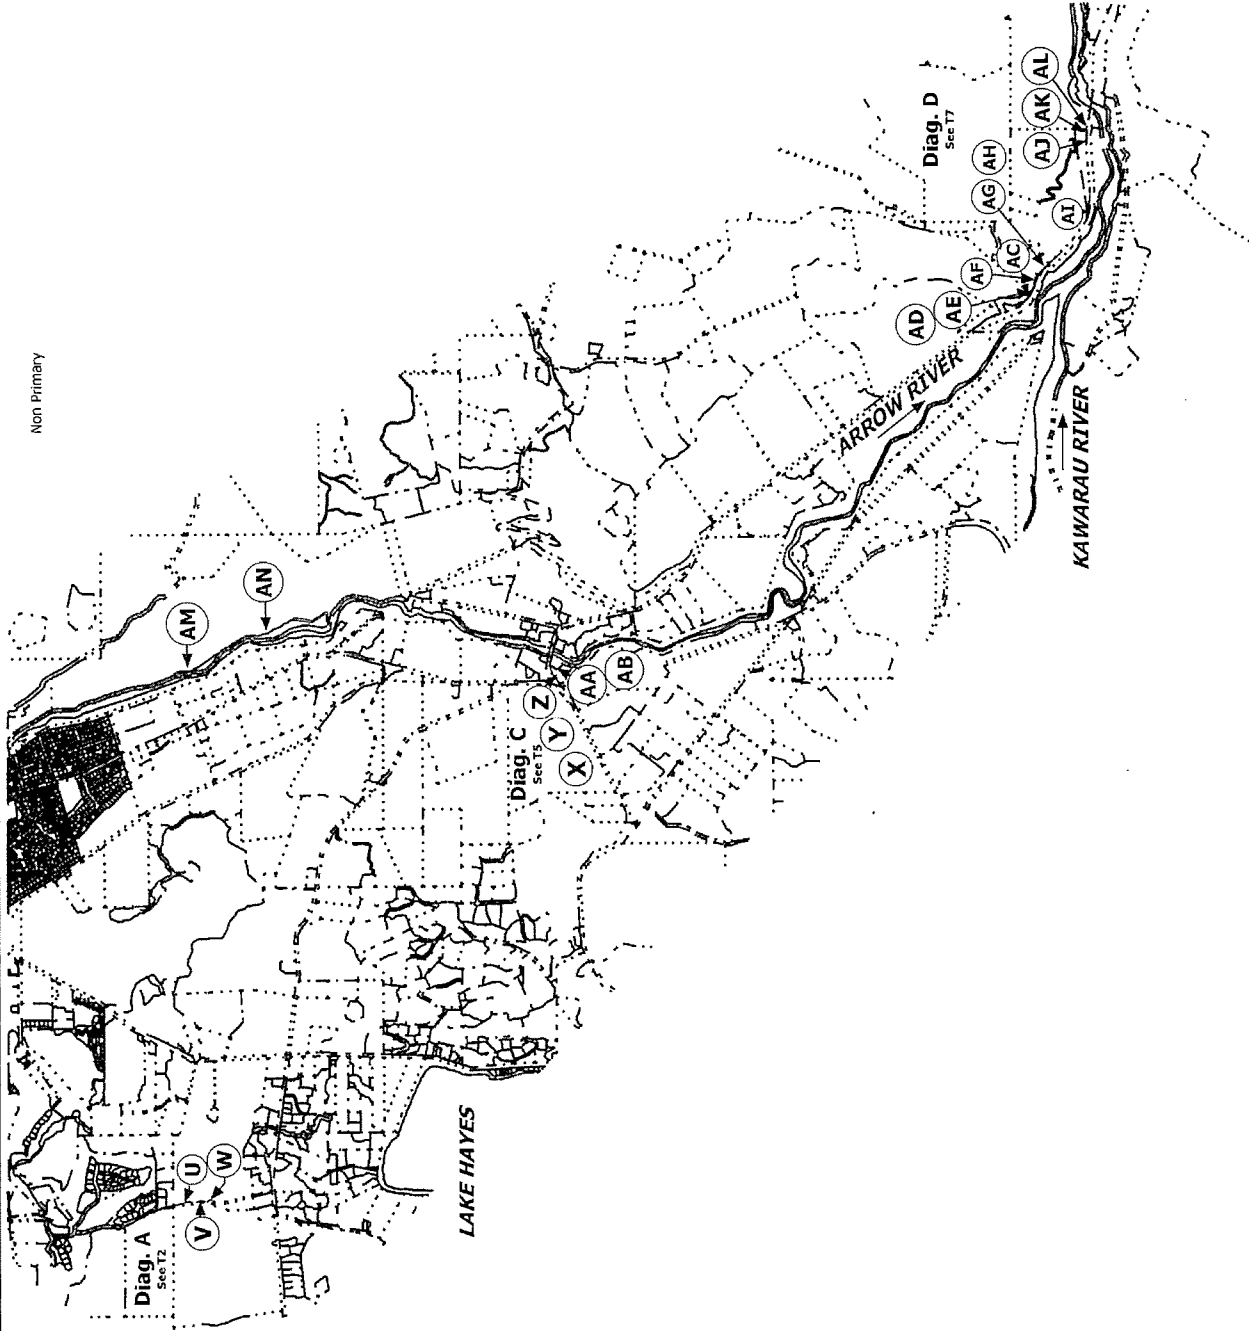 Non Primary
Diag. D
See T7
AL
AK
AJ
AH
AG
AI
AC
AF
AE
AD
ARROW RIVER
KAWARAU RIVER
AN
AM
Z
AA
AB
Y
X
Diag. C
See T5
LAKE HAYES
U
W
V
Diag. A
See T2